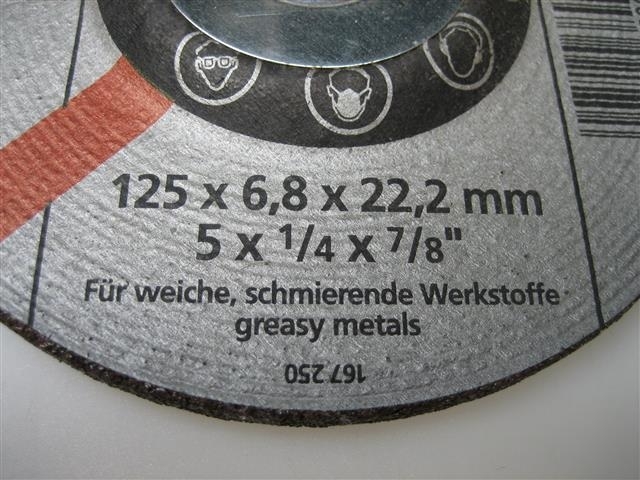 125 x 6,8 x 22,2 mm
5 x 1/4 x 7/8"
Für weiche, schmierende Werkstoffe
greasy metals
167 250